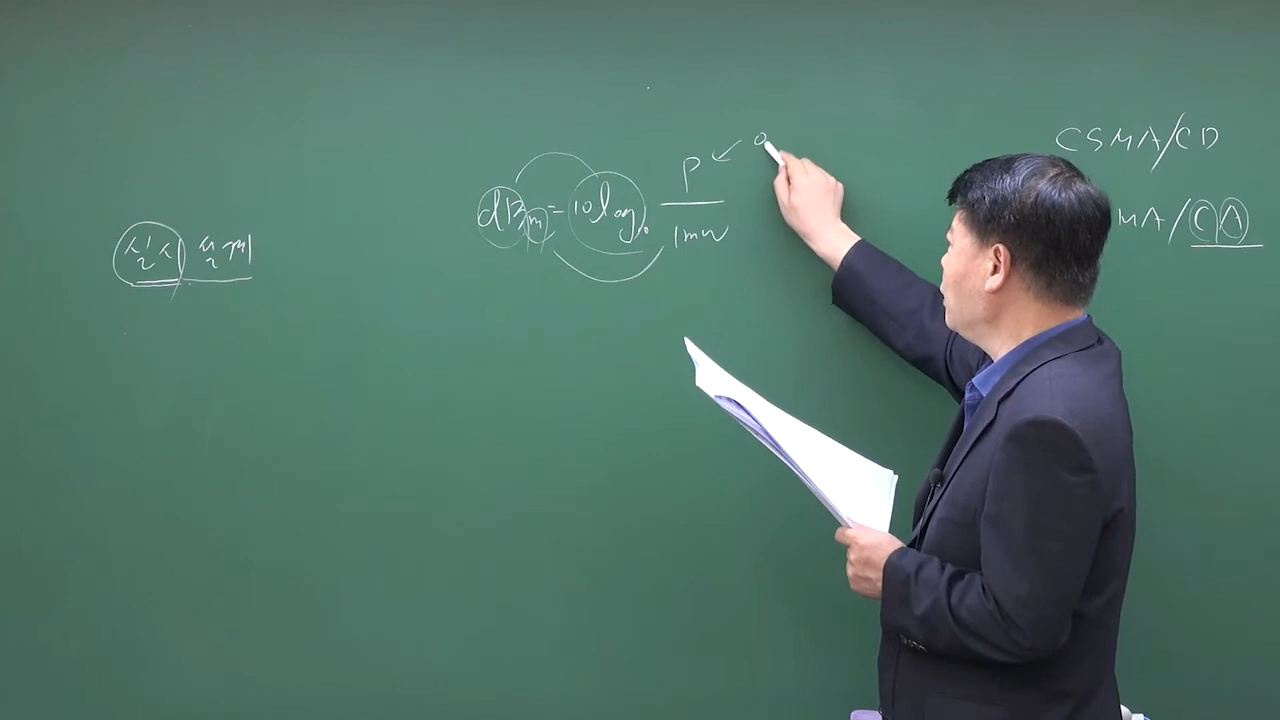 실시설계
dBm = 10log₁₀ P/1mW
CSMA/CD
MA/CA